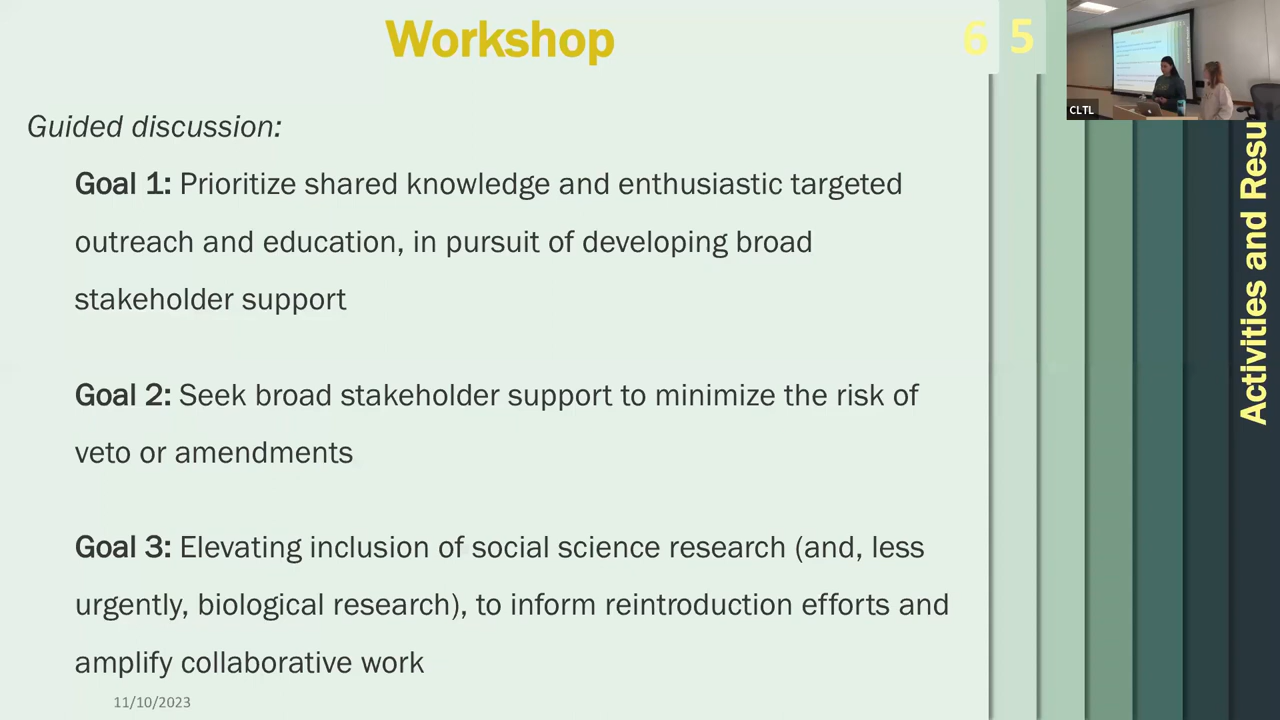 Workshop
6 5
Guided discussion:
Goal 1: Prioritize shared knowledge and enthusiastic targeted
outreach and education, in pursuit of developing broad
stakeholder support
Goal 2: Seek broad stakeholder support to minimize the risk of
veto or amendments
Goal 3: Elevating inclusion of social science research (and, less
urgently, biological research), to inform reintroduction efforts and
amplify collaborative work
11/10/2023
CLTL
Activities and Resu